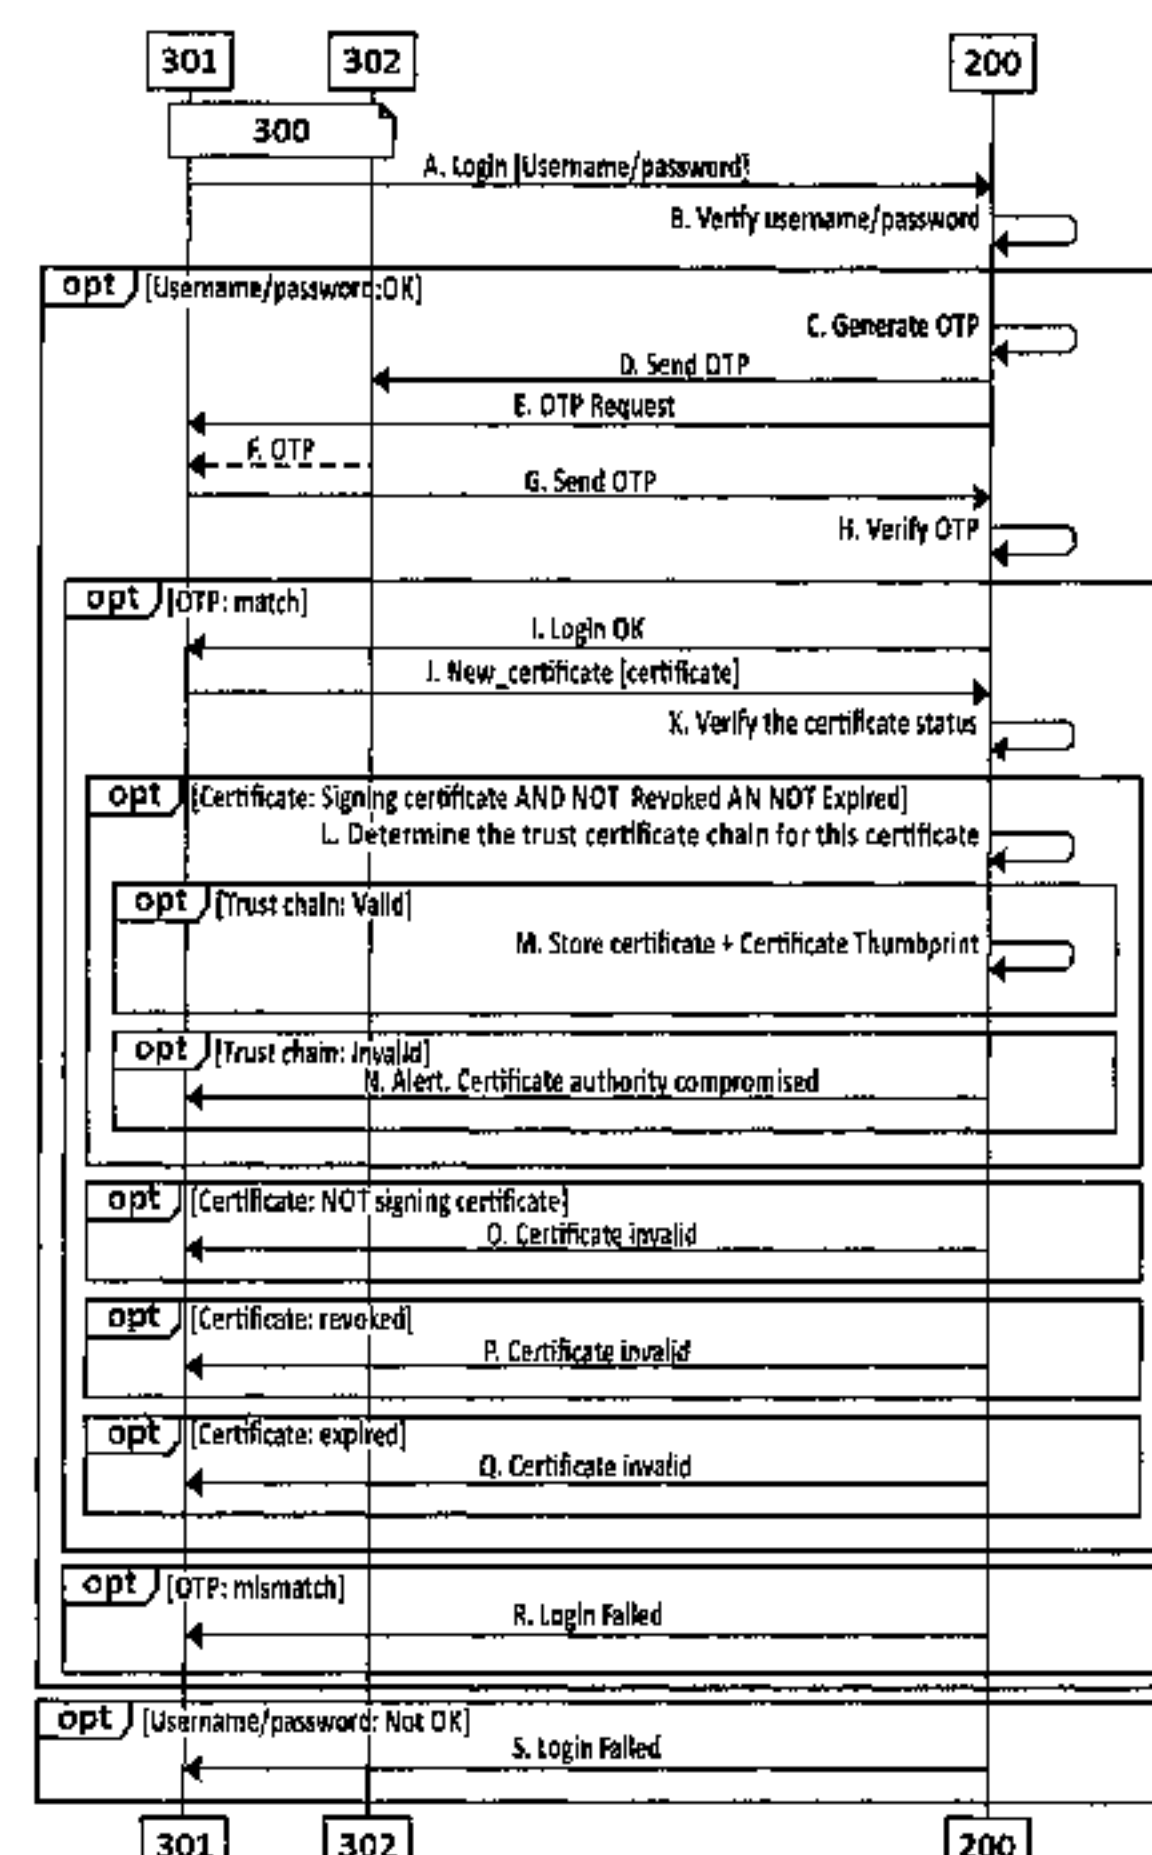 301 302 200
300
A. Login [Username/password]
B. Verify username/password
opt [Username/password:OK]
C. Generate OTP
D. Send OTP
E. OTP Request
F. OTP
G. Send OTP
H. Verify OTP
opt [OTP: match]
I. Login OK
J. New_certificate [certificate]
K. Verify the certificate status
opt [Certificate: Signing certificate AND NOT Revoked AN NOT Expired]
L. Determine the trust certificate chain for this certificate
opt [Trust chain: Valid]
M. Store certificate + Certificate Thumbprint
opt [Trust chain: Invalid]
N. Alert. Certificate authority compromised
opt [Certificate: NOT signing certificate]
O. Certificate invalid
opt [Certificate: revoked]
P. Certificate invalid
opt [Certificate: expired]
Q. Certificate invalid
opt [OTP: mismatch]
R. Login Failed
opt [Username/password: Not OK]
S. Login Failed
301 302 200